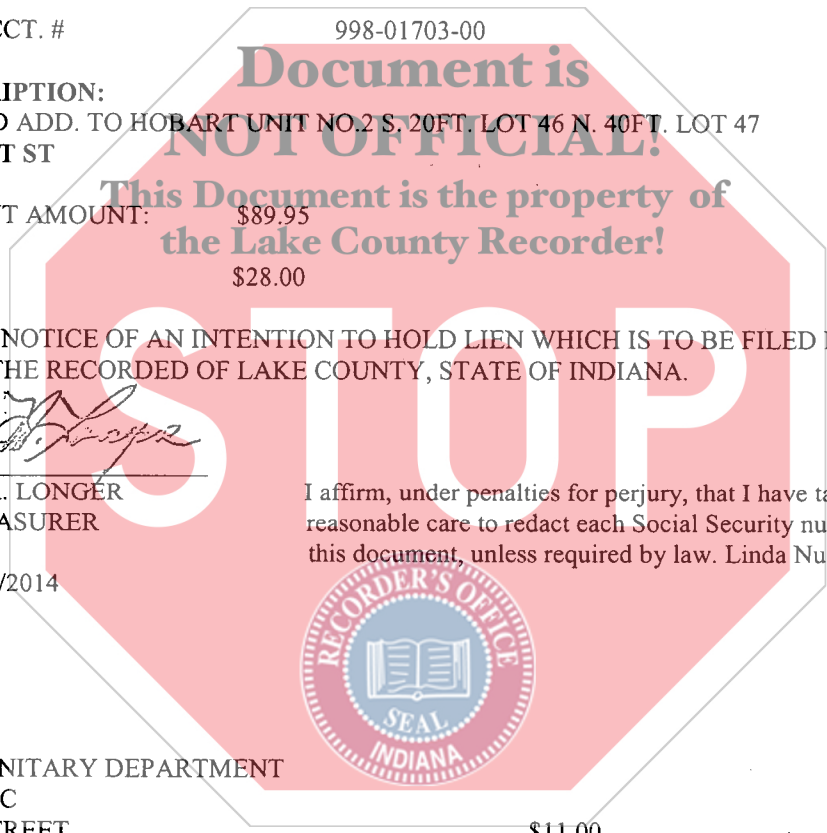 CCT. # 998-01703-00
Document is
IPTION:
ADD. TO HOBART UNIT NO.2 S. 20FT. LOT 46 N. 40FT. LOT 47
NOT OFFICIAL!
T ST
This Document is the property of
T AMOUNT: $89.95
the Lake County Recorder!
$28.00
NOTICE OF AN INTENTION TO HOLD LIEN WHICH IS TO BE FILED
THE RECORDED OF LAKE COUNTY, STATE OF INDIANA.
STOP
. LONGER
ASURER
I affirm, under penalties for perjury, that I have ta
reasonable care to redact each Social Security nu
this document, unless required by law. Linda Nu
/2014
RECORDER'S OFFICE
SEAL
INDIANA
NITARY DEPARTMENT
C
TREET $11.00